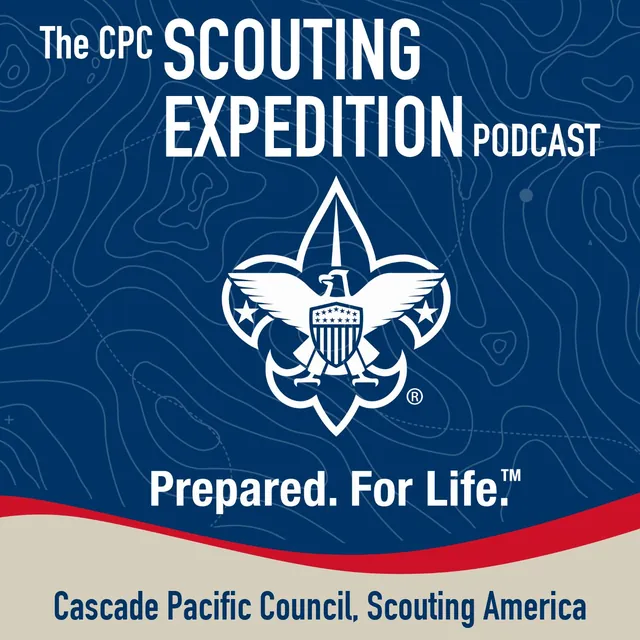 The CPC SCOUTING
EXPEDITION PODCAST
®
Prepared. For Life.™
Cascade Pacific Council, Scouting America